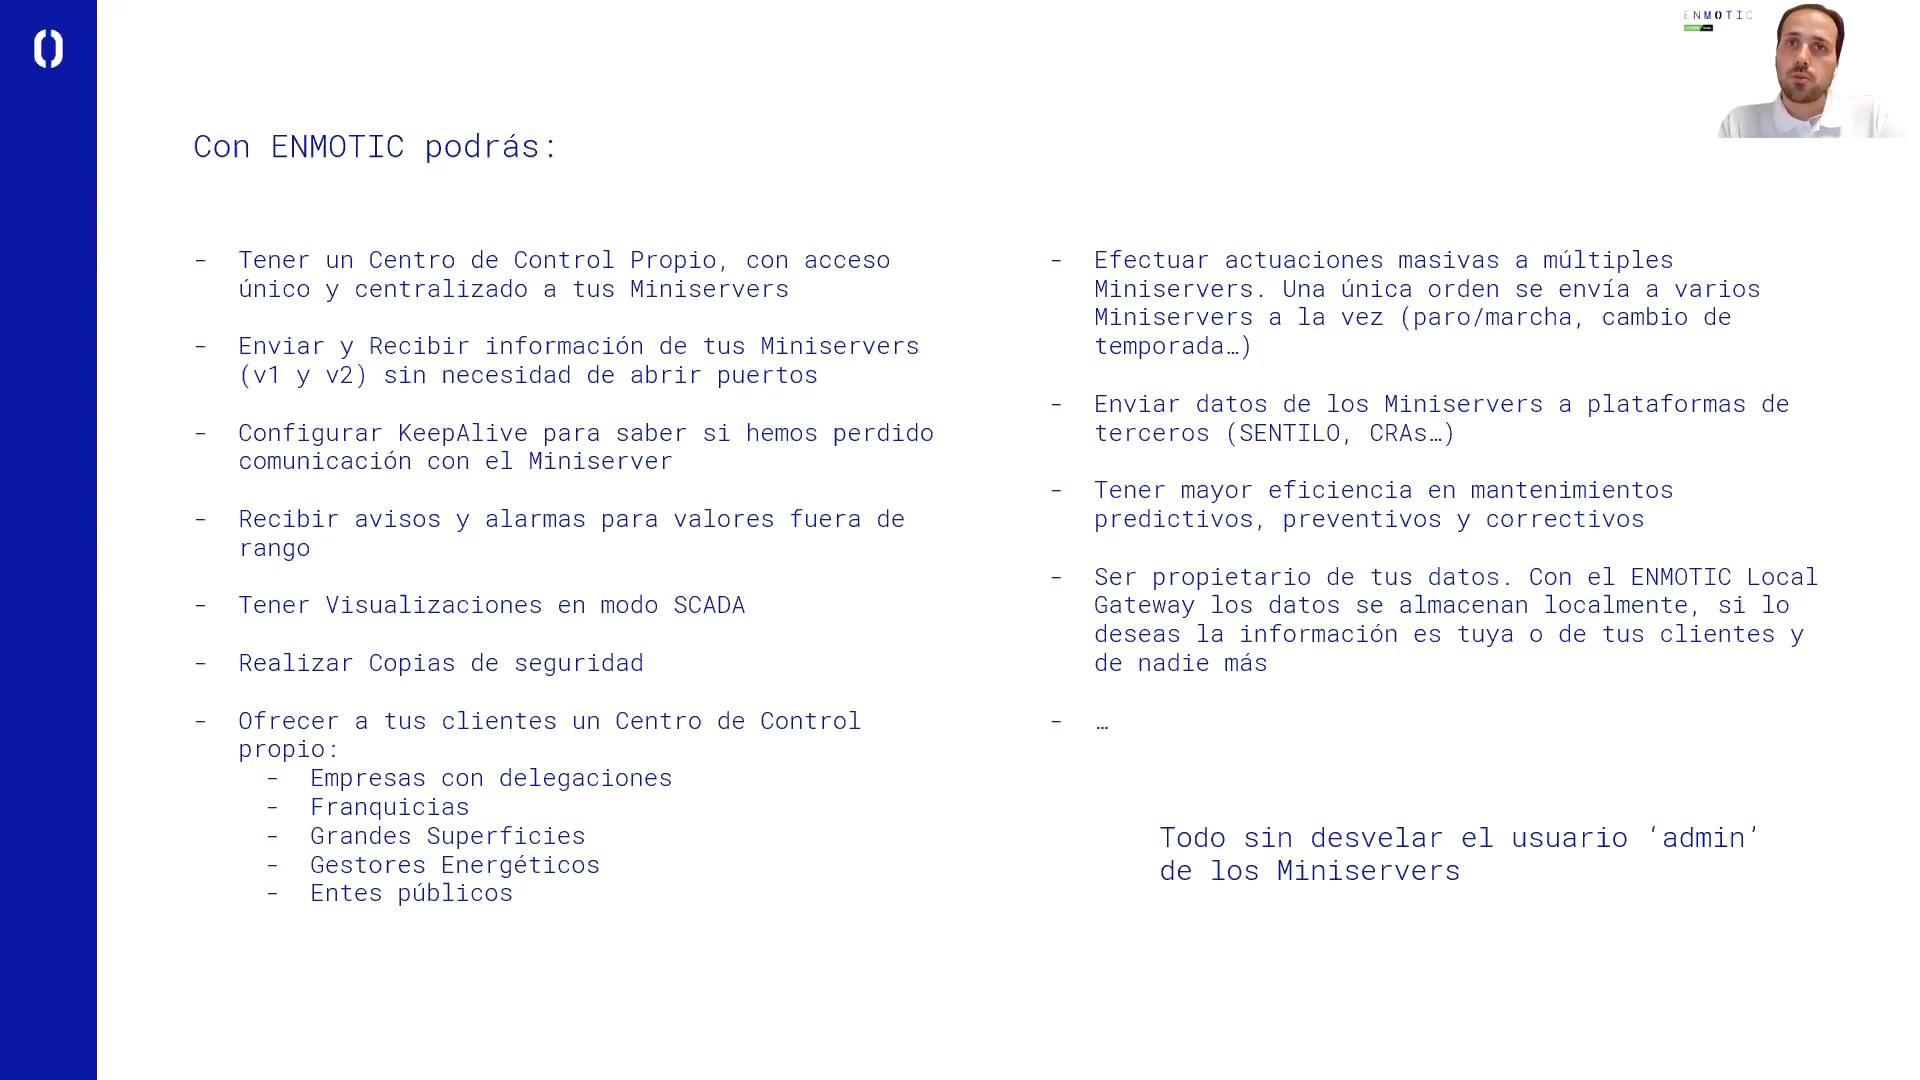 ENMOTIC
Con ENMOTIC podrás:
- Tener un Centro de Control Propio, con acceso
único y centralizado a tus Miniservers
- Enviar y Recibir información de tus Miniservers
(v1 y v2) sin necesidad de abrir puertos
- Configurar KeepAlive para saber si hemos perdido
comunicación con el Miniserver
- Recibir avisos y alarmas para valores fuera de
rango
- Tener Visualizaciones en modo SCADA
- Realizar Copias de seguridad
- Ofrecer a tus clientes un Centro de Control
propio:
- Empresas con delegaciones
- Franquicias
- Grandes Superficies
- Gestores Energéticos
- Entes públicos
- Efectuar actuaciones masivas a múltiples
Miniservers. Una única orden se envía a varios
Miniservers a la vez (paro/marcha, cambio de
temporada…)
- Enviar datos de los Miniservers a plataformas de
terceros (SENTILO, CRAs…)
- Tener mayor eficiencia en mantenimientos
predictivos, preventivos y correctivos
- Ser propietario de tus datos. Con el ENMOTIC Local
Gateway los datos se almacenan localmente, si lo
deseas la información es tuya o de tus clientes y
de nadie más
- …
Todo sin desvelar el usuario ‘admin’
de los Miniservers